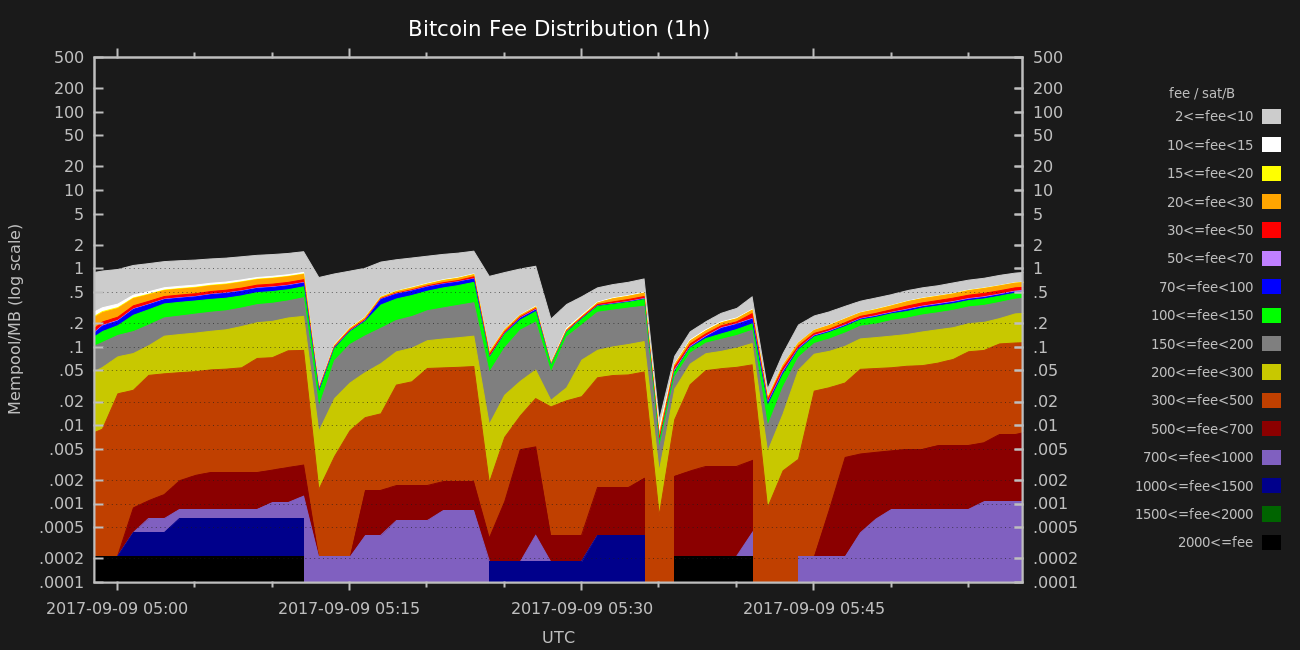 Bitcoin Fee Distribution (1h)
Mempool/MB (log scale)
500
200
100
50
20
10
5
2
1
.5
.2
.1
.05
.02
.01
.005
.002
.001
.0005
.0002
.0001
500
200
100
50
20
10
5
2
1
.5
.2
.1
.05
.02
.01
.005
.002
.001
.0005
.0002
.0001
fee / sat/B
2<=fee<10
10<=fee<15
15<=fee<20
20<=fee<30
30<=fee<50
50<=fee<70
70<=fee<100
100<=fee<150
150<=fee<200
200<=fee<300
300<=fee<500
500<=fee<700
700<=fee<1000
1000<=fee<1500
1500<=fee<2000
2000<=fee
2017-09-09 05:00 2017-09-09 05:15 2017-09-09 05:30 2017-09-09 05:45
UTC